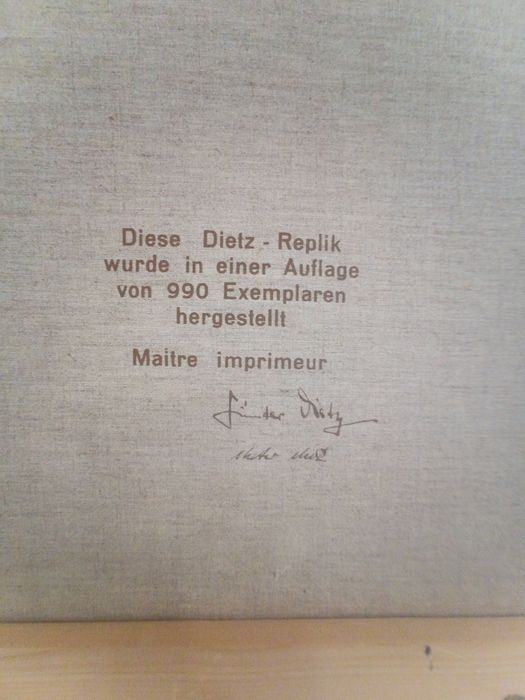 Diese Dietz - Replik
wurde in einer Auflage
von 990 Exemplaren
hergestellt
Maitre imprimeur
Günter Dietz